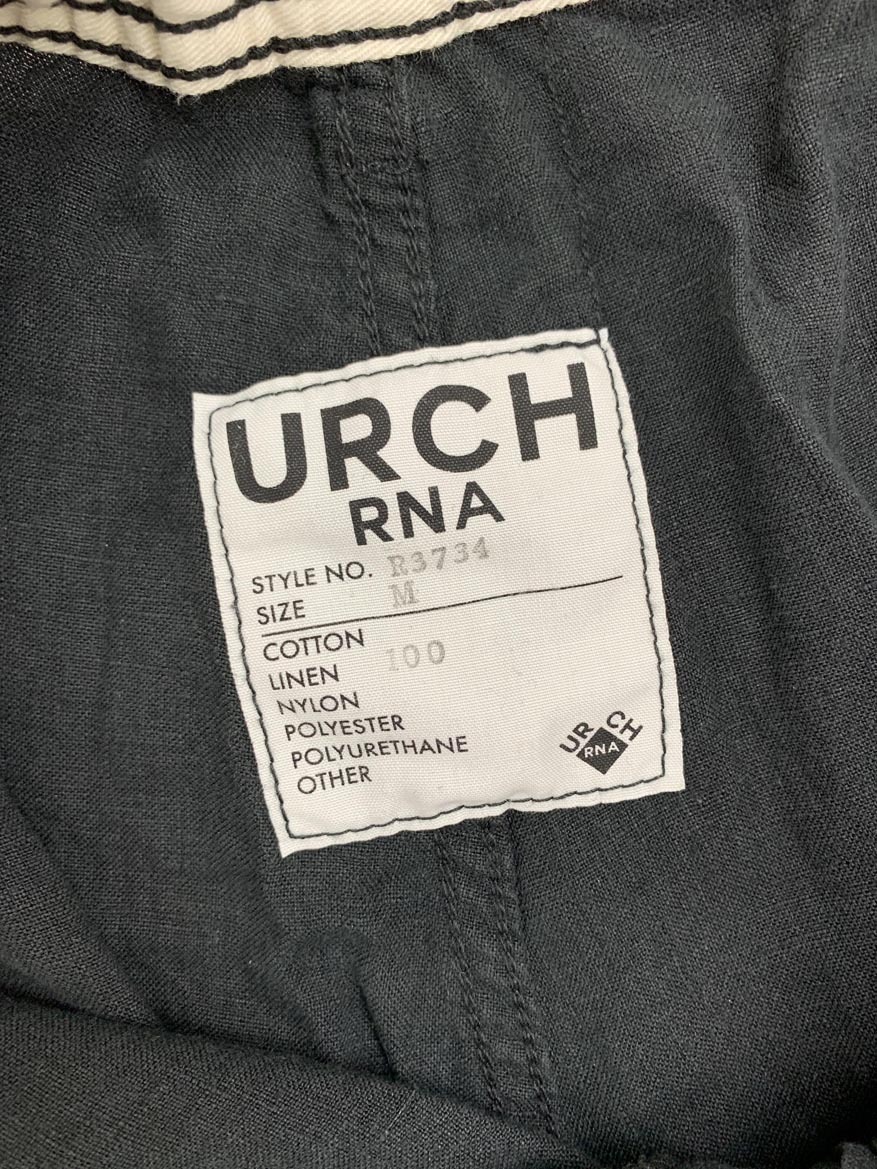 URCH
RNA
STYLE NO. R3734
SIZE M
COTTON
LINEN 100
NYLON
POLYESTER
POLYURETHANE
OTHER
URCH
RNA